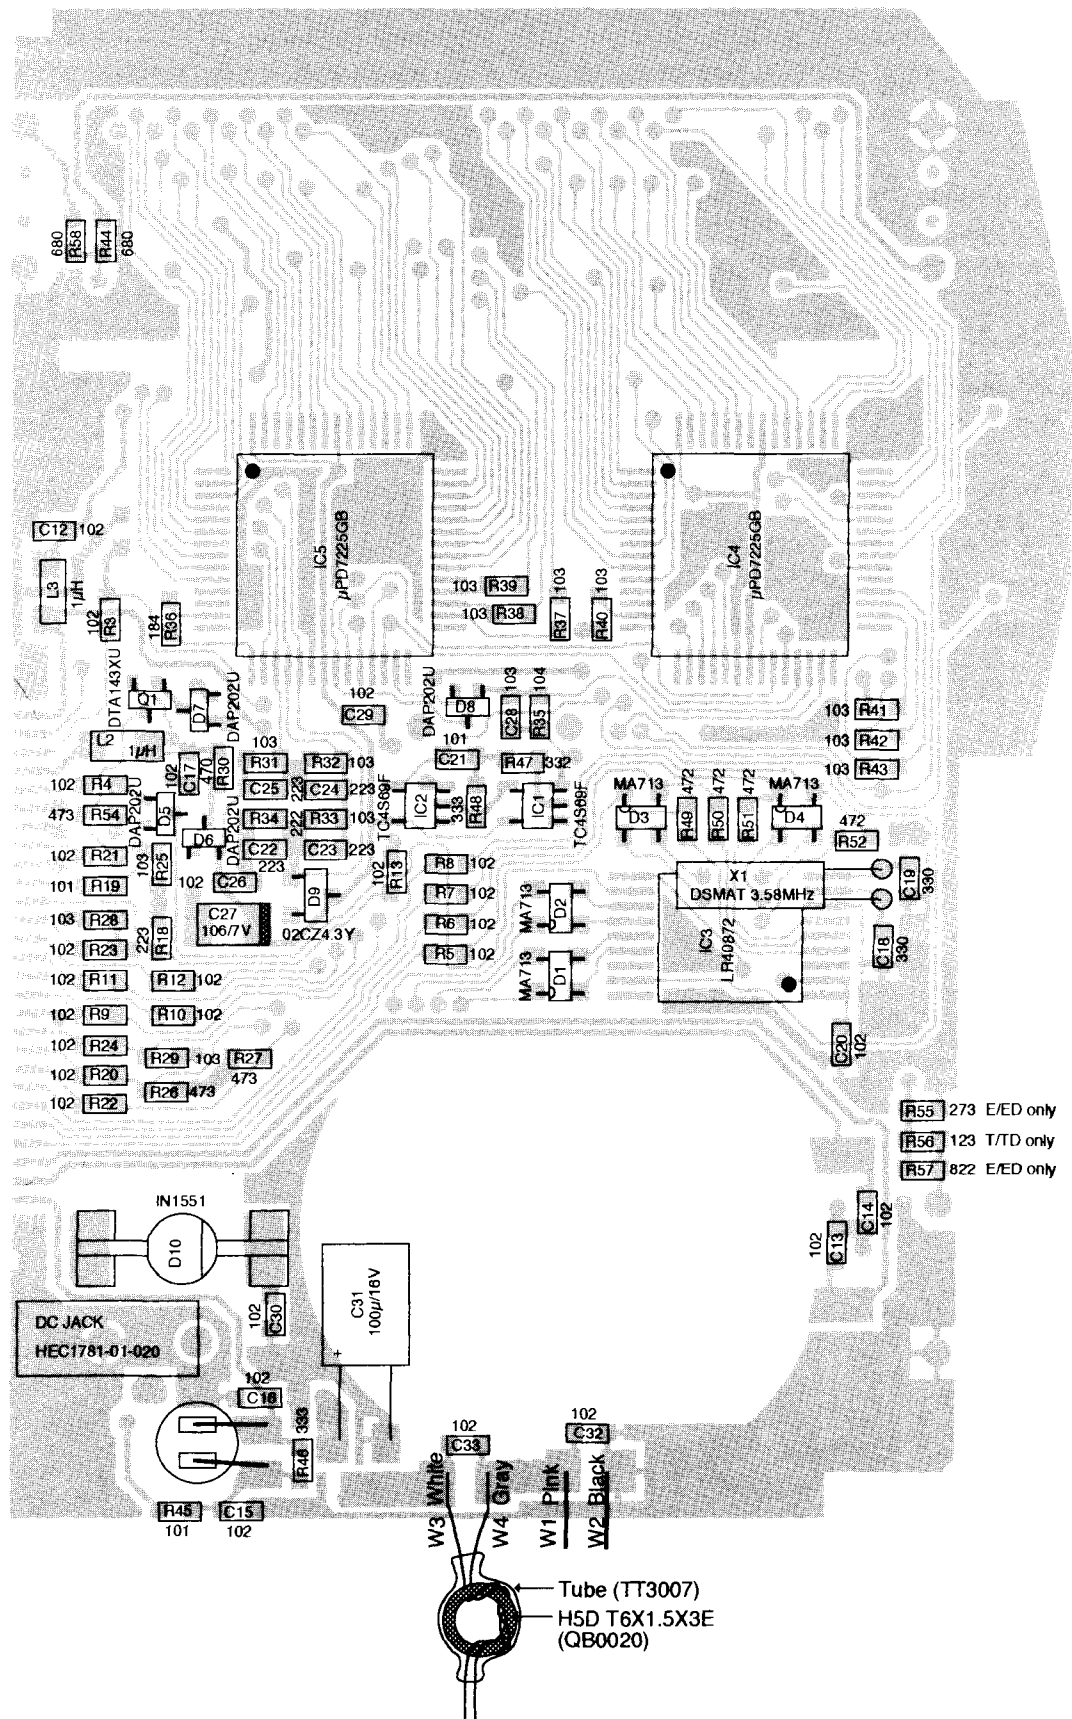 680
R58
R44
680
C12 102
L3
1μH
IC5
μPD7225GB
IC4
μPD7225GB
103 R39
103 R38
103
R37
103
R40
102
R3
184
R36
DTA143XU
Q1
D7
DAP202U
102
C29
DAP202U
D8
103
C28
104
R35
103 R41
103 R42
103 R43
L2
1μH
102
C17
470
R30
103
R31
R32 103
101
C21
R47 332
102 R4
473 R54
DAP202U
D5
C25 223
C24 223
R34 222
R33 103
C22
223
C23 223
D6
DAP202U
TC4S69F
IC2
333
R48
IC1
TC4S69F
MA713
D3
472
R49
472
R50
472
R51
MA713
D4
472
R52
102 R21
103
R25
101 R19
102 C26
D9
02CZ4.3Y
102
R13
R8 102
R7 102
R6 102
R5 102
MA713
D2
MA713
D1
X1
DSMAT 3.58MHz
IC3
LR40872
C19
330
C18
330
C27
106/7V
103 R28
102 R23
223
R18
102 R11
R12 102
102 R9
R10 102
102 R24
R29 103
R27
473
102 R20
R26 473
102 R22
C20
102
R55 273 E/ED only
R56 123 T/TD only
R57 822 E/ED only
C14
102
102
C13
IN1551
D10
102
C30
C31
100μ/16V
+
DC JACK
HEC1781-01-020
102
C16
333
R46
R45
101
C15
102
102
C33
102
C32
W3 White
W4 Gray
W1 Pink
W2 Black
Tube (TT3007)
H5D T6X1.5X3E
(QB0020)